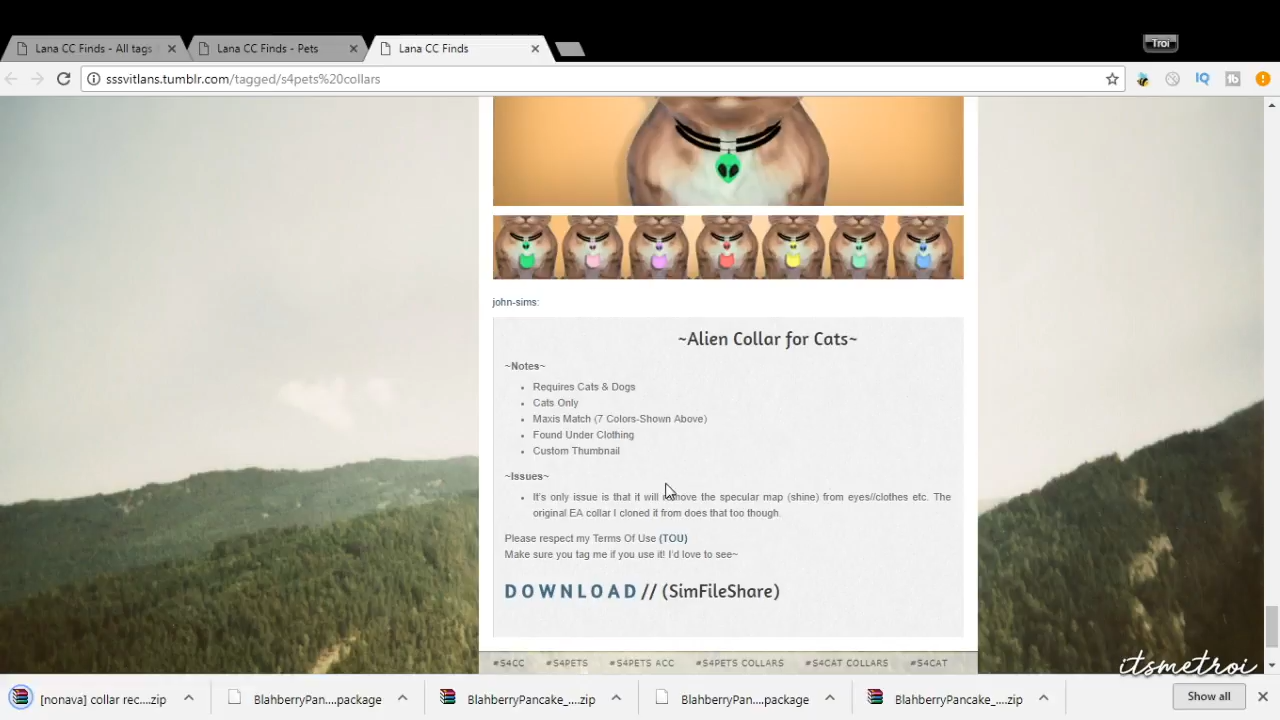 Lana CC Finds - All tags
Lana CC Finds - Pets
Lana CC Finds
Troi
sssvitlans.tumblr.com/tagged/s4pets%20collars
IQ
tb
john-sims:
~Alien Collar for Cats~
~Notes~
Requires Cats & Dogs
Cats Only
Maxis Match (7 Colors-Shown Above)
Found Under Clothing
Custom Thumbnail
~Issues~
It's only issue is that it will remove the specular map (shine) from eyes//clothes etc. The
original EA collar I cloned it from does that too though.
Please respect my Terms Of Use (TOU)
Make sure you tag me if you use it! I'd love to see~
DOWNLOAD // (SimFileShare)
#S4CC #S4PETS #S4PETS ACC #S4PETS COLLARS #S4CAT COLLARS #S4CAT
itsmetroi
[nonava] collar rec....zip
BlahberryPan....package
BlahberryPancake_....zip
BlahberryPan....package
BlahberryPancake_....zip
Show all